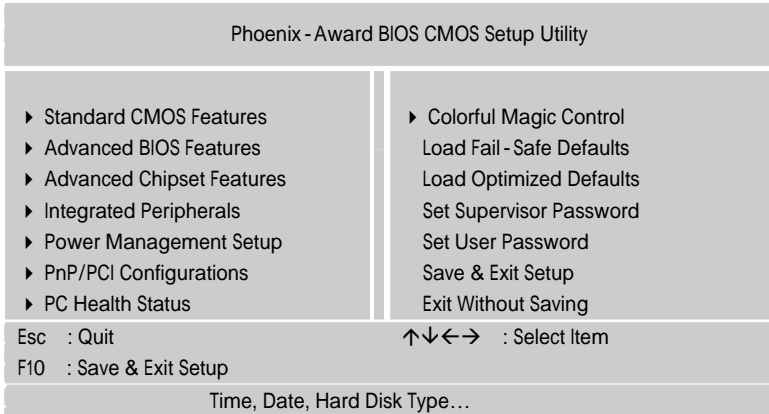 Phoenix - Award BIOS CMOS Setup Utility
▸ Standard CMOS Features
▸ Advanced BIOS Features
▸ Advanced Chipset Features
▸ Integrated Peripherals
▸ Power Management Setup
▸ PnP/PCI Configurations
▸ PC Health Status
▸ Colorful Magic Control
Load Fail - Safe Defaults
Load Optimized Defaults
Set Supervisor Password
Set User Password
Save & Exit Setup
Exit Without Saving
Esc : Quit
↑↓←→ : Select Item
F10 : Save & Exit Setup
Time, Date, Hard Disk Type…